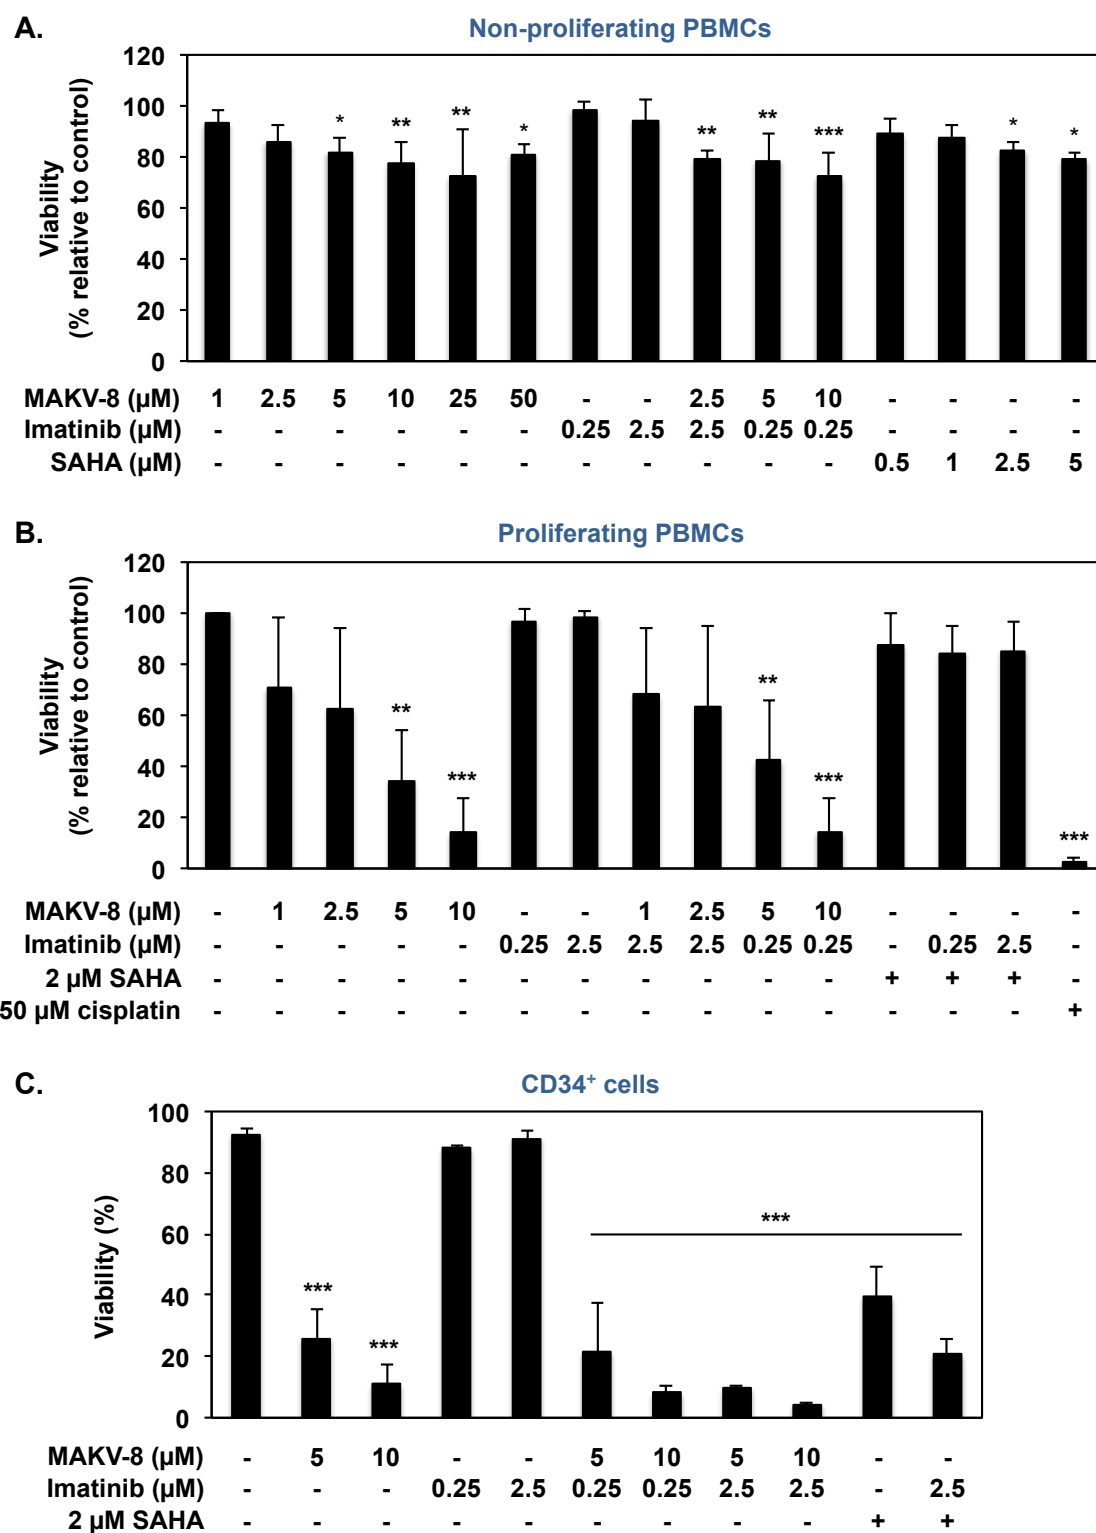 A.
Non-proliferating PBMCs
Viability
(% relative to control)
120
100
80
60
40
20
0
* ** ** * ** ** *** * *
MAKV-8 (µM) 1 2.5 5 10 25 50 - - 2.5 5 10 - - - -
Imatinib (µM) - - - - - - 0.25 2.5 2.5 0.25 0.25 - - - -
SAHA (µM) - - - - - - - - - - - 0.5 1 2.5 5
B.
Proliferating PBMCs
Viability
(% relative to control)
120
100
80
60
40
20
0
** *** ** *** ***
MAKV-8 (µM) - 1 2.5 5 10 - - 1 2.5 5 10 - - - -
Imatinib (µM) - - - - - 0.25 2.5 2.5 2.5 0.25 0.25 - 0.25 2.5 -
2 µM SAHA - - - - - - - - - - - + + + -
50 µM cisplatin - - - - - - - - - - - - - - +
C.
CD34+ cells
Viability (%)
100
80
60
40
20
0
*** *** ***
MAKV-8 (µM) - 5 10 - - 5 10 5 10 - -
Imatinib (µM) - - - 0.25 2.5 0.25 0.25 2.5 2.5 - 2.5
2 µM SAHA - - - - - - - - - + +